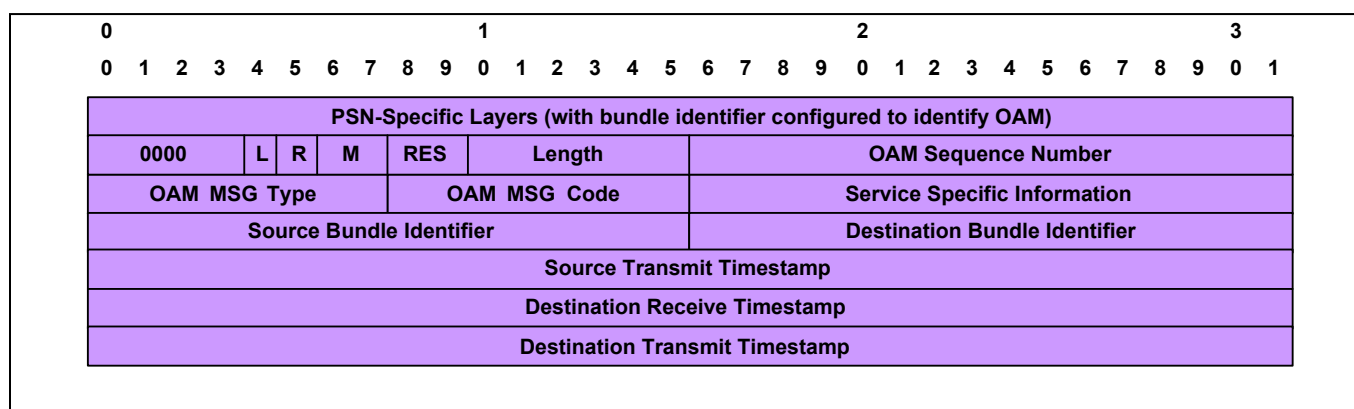 0 1 2 3
0 1 2 3 4 5 6 7 8 9 0 1 2 3 4 5 6 7 8 9 0 1 2 3 4 5 6 7 8 9 0 1
PSN-Specific Layers (with bundle identifier configured to identify OAM)
0000 L R M RES Length OAM Sequence Number
OAM MSG Type OAM MSG Code Service Specific Information
Source Bundle Identifier Destination Bundle Identifier
Source Transmit Timestamp
Destination Receive Timestamp
Destination Transmit Timestamp